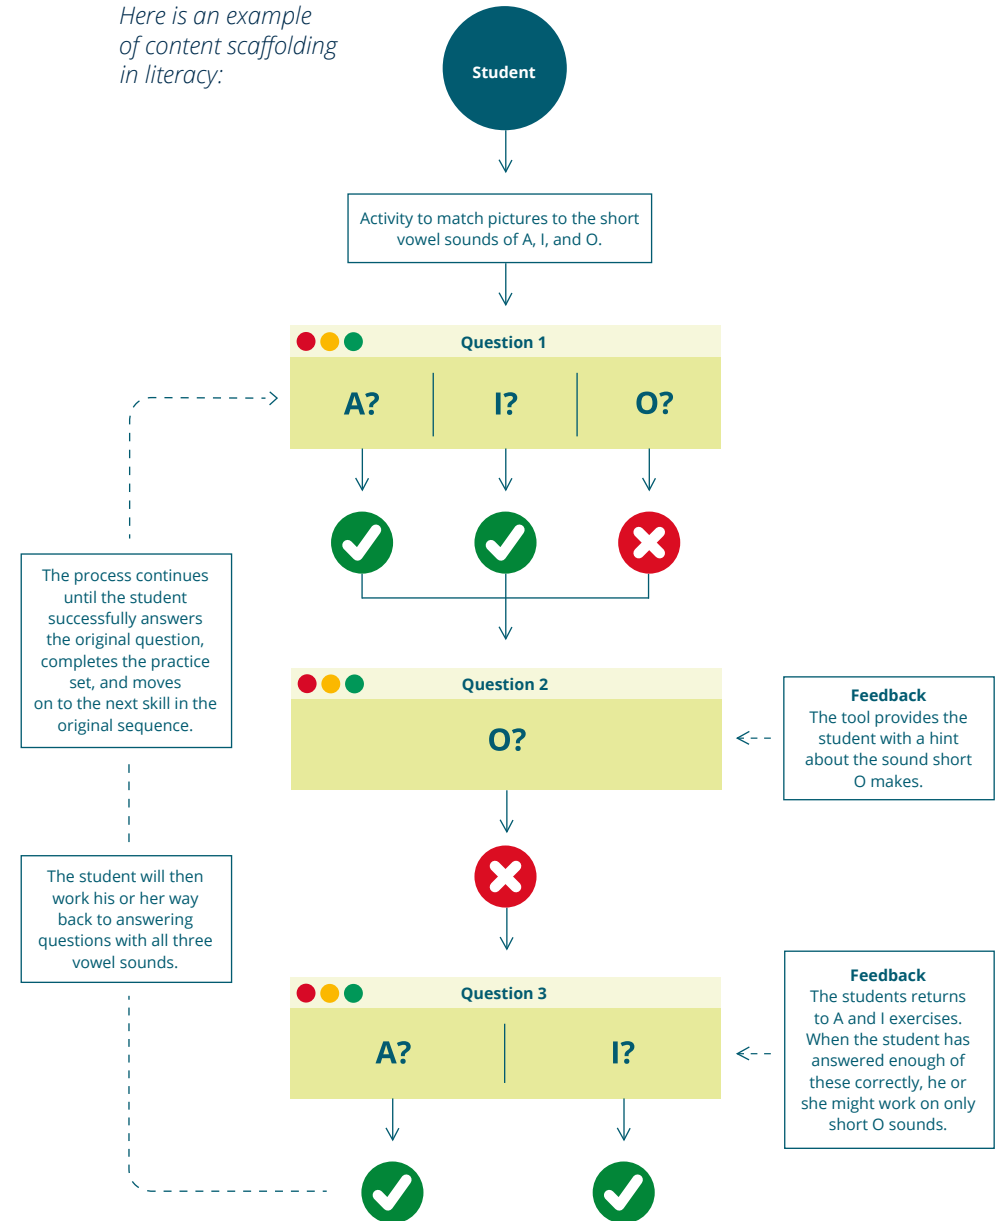 Here is an example
of content scaffolding
in literacy:
Student
Activity to match pictures to the short
vowel sounds of A, I, and O.
Question 1
A?
I?
O?
The process continues
until the student
successfully answers
the original question,
completes the practice
set, and moves
on to the next skill in the
original sequence.
Question 2
O?
Feedback
The tool provides the
student with a hint
about the sound short
O makes.
The student will then
work his or her way
back to answering
questions with all three
vowel sounds.
Question 3
A?
I?
Feedback
The students returns
to A and I exercises.
When the student has
answered enough of
these correctly, he or
she might work on only
short O sounds.